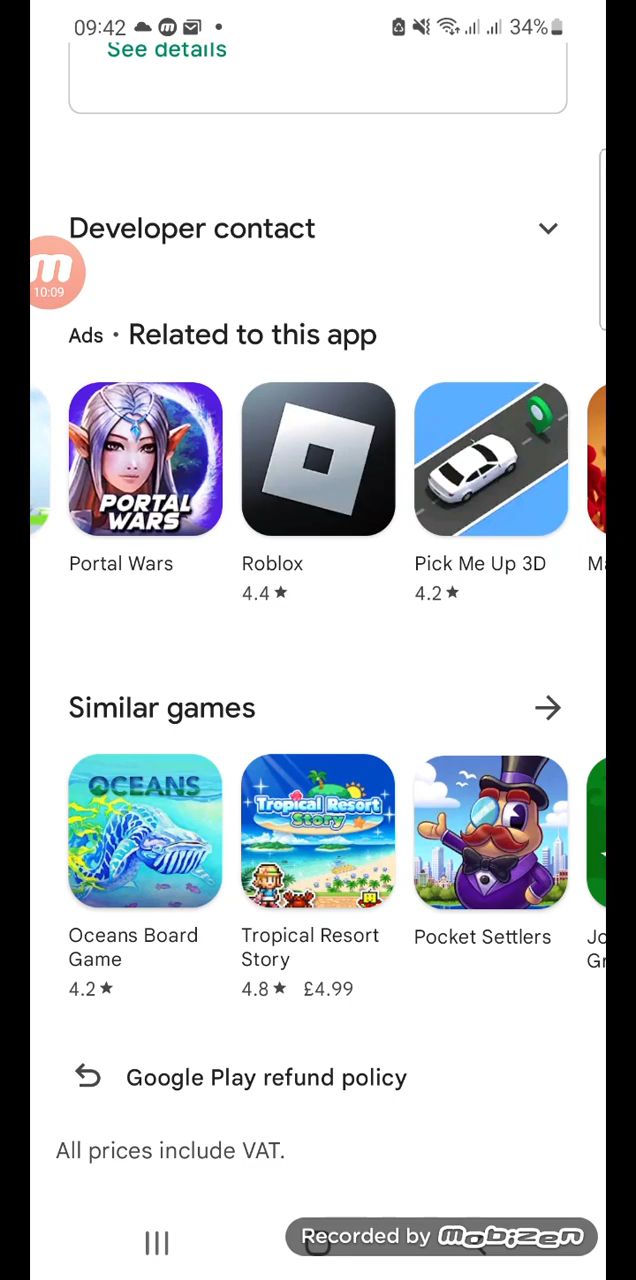 09:42
34%
See details
Developer contact
m
10:09
Ads • Related to this app
PORTAL
WARS
Portal Wars
Roblox
4.4 ★
Pick Me Up 3D
4.2 ★
Similar games
OCEANS
Tropical Resort
Story
Oceans Board
Game
4.2 ★
Tropical Resort
Story
4.8 ★ £4.99
Pocket Settlers
Google Play refund policy
All prices include VAT.
Recorded by mobizen